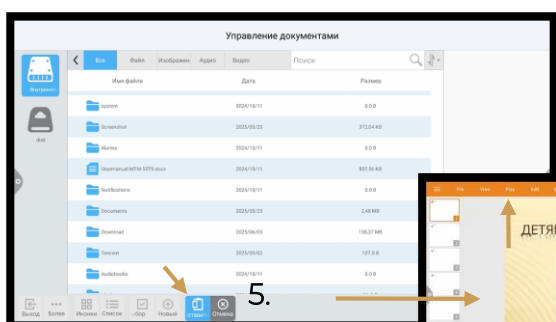 Управление документами
Все Файл Изображен Аудио Видео Поиск
Имя файла Дата Размер
Внутренн
disk
system 2024/10/11 0.0 B
Screenshot 2025/05/23 372,04 KB
Alarms 2024/10/11 0.0 B
2024/10/11 807,56 KB
Notifications 2024/10/11 0.0 B
Documents 2025/05/23 2,48 MB
Download 2025/06/05 108,57 MB
Tencent 2025/05/02 197.0 B
Audiobooks 2024/10/11 0.0 B
Выход Более Иконки Список ыбор Новый Отмена
5.
File View Play Edit
ДЕТЯ